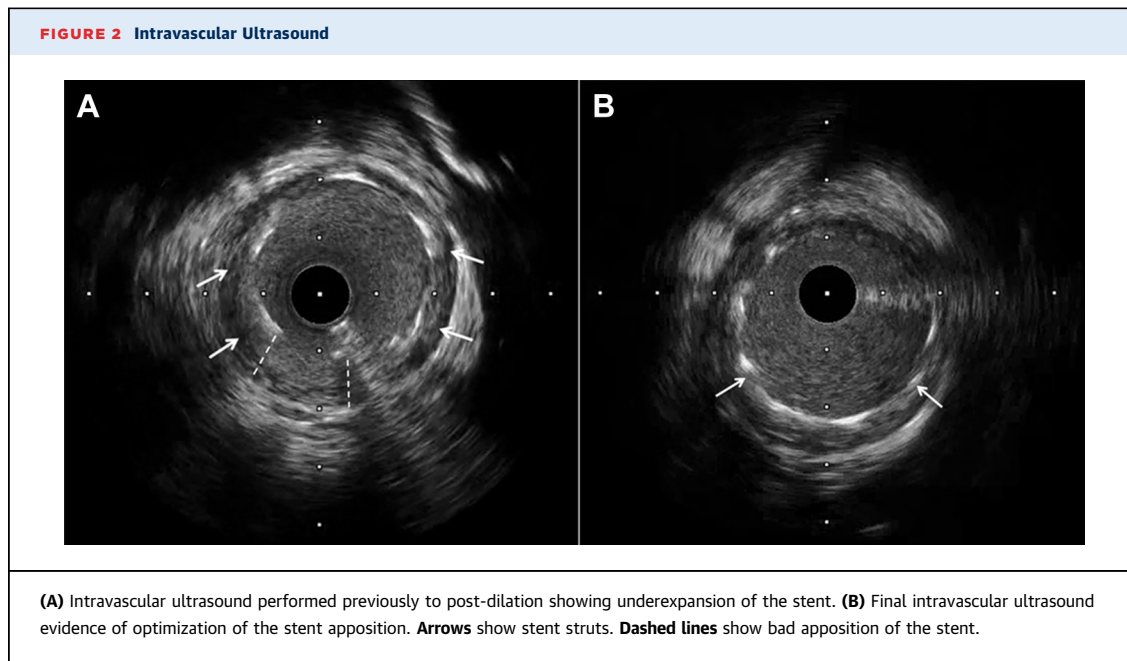 FIGURE 2 Intravascular Ultrasound
A
B
(A) Intravascular ultrasound performed previously to post-dilation showing underexpansion of the stent. (B) Final intravascular ultrasound
evidence of optimization of the stent apposition. Arrows show stent struts. Dashed lines show bad apposition of the stent.